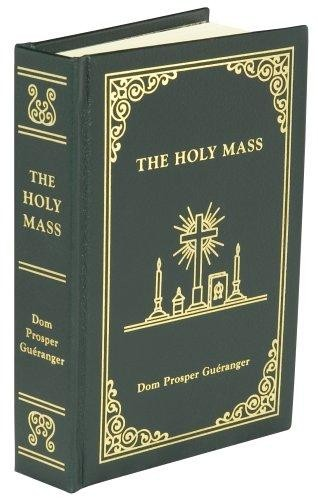 THE
HOLY
MASS
Dom
Prosper
Guéranger
THE HOLY MASS
Dom Prosper Guéranger